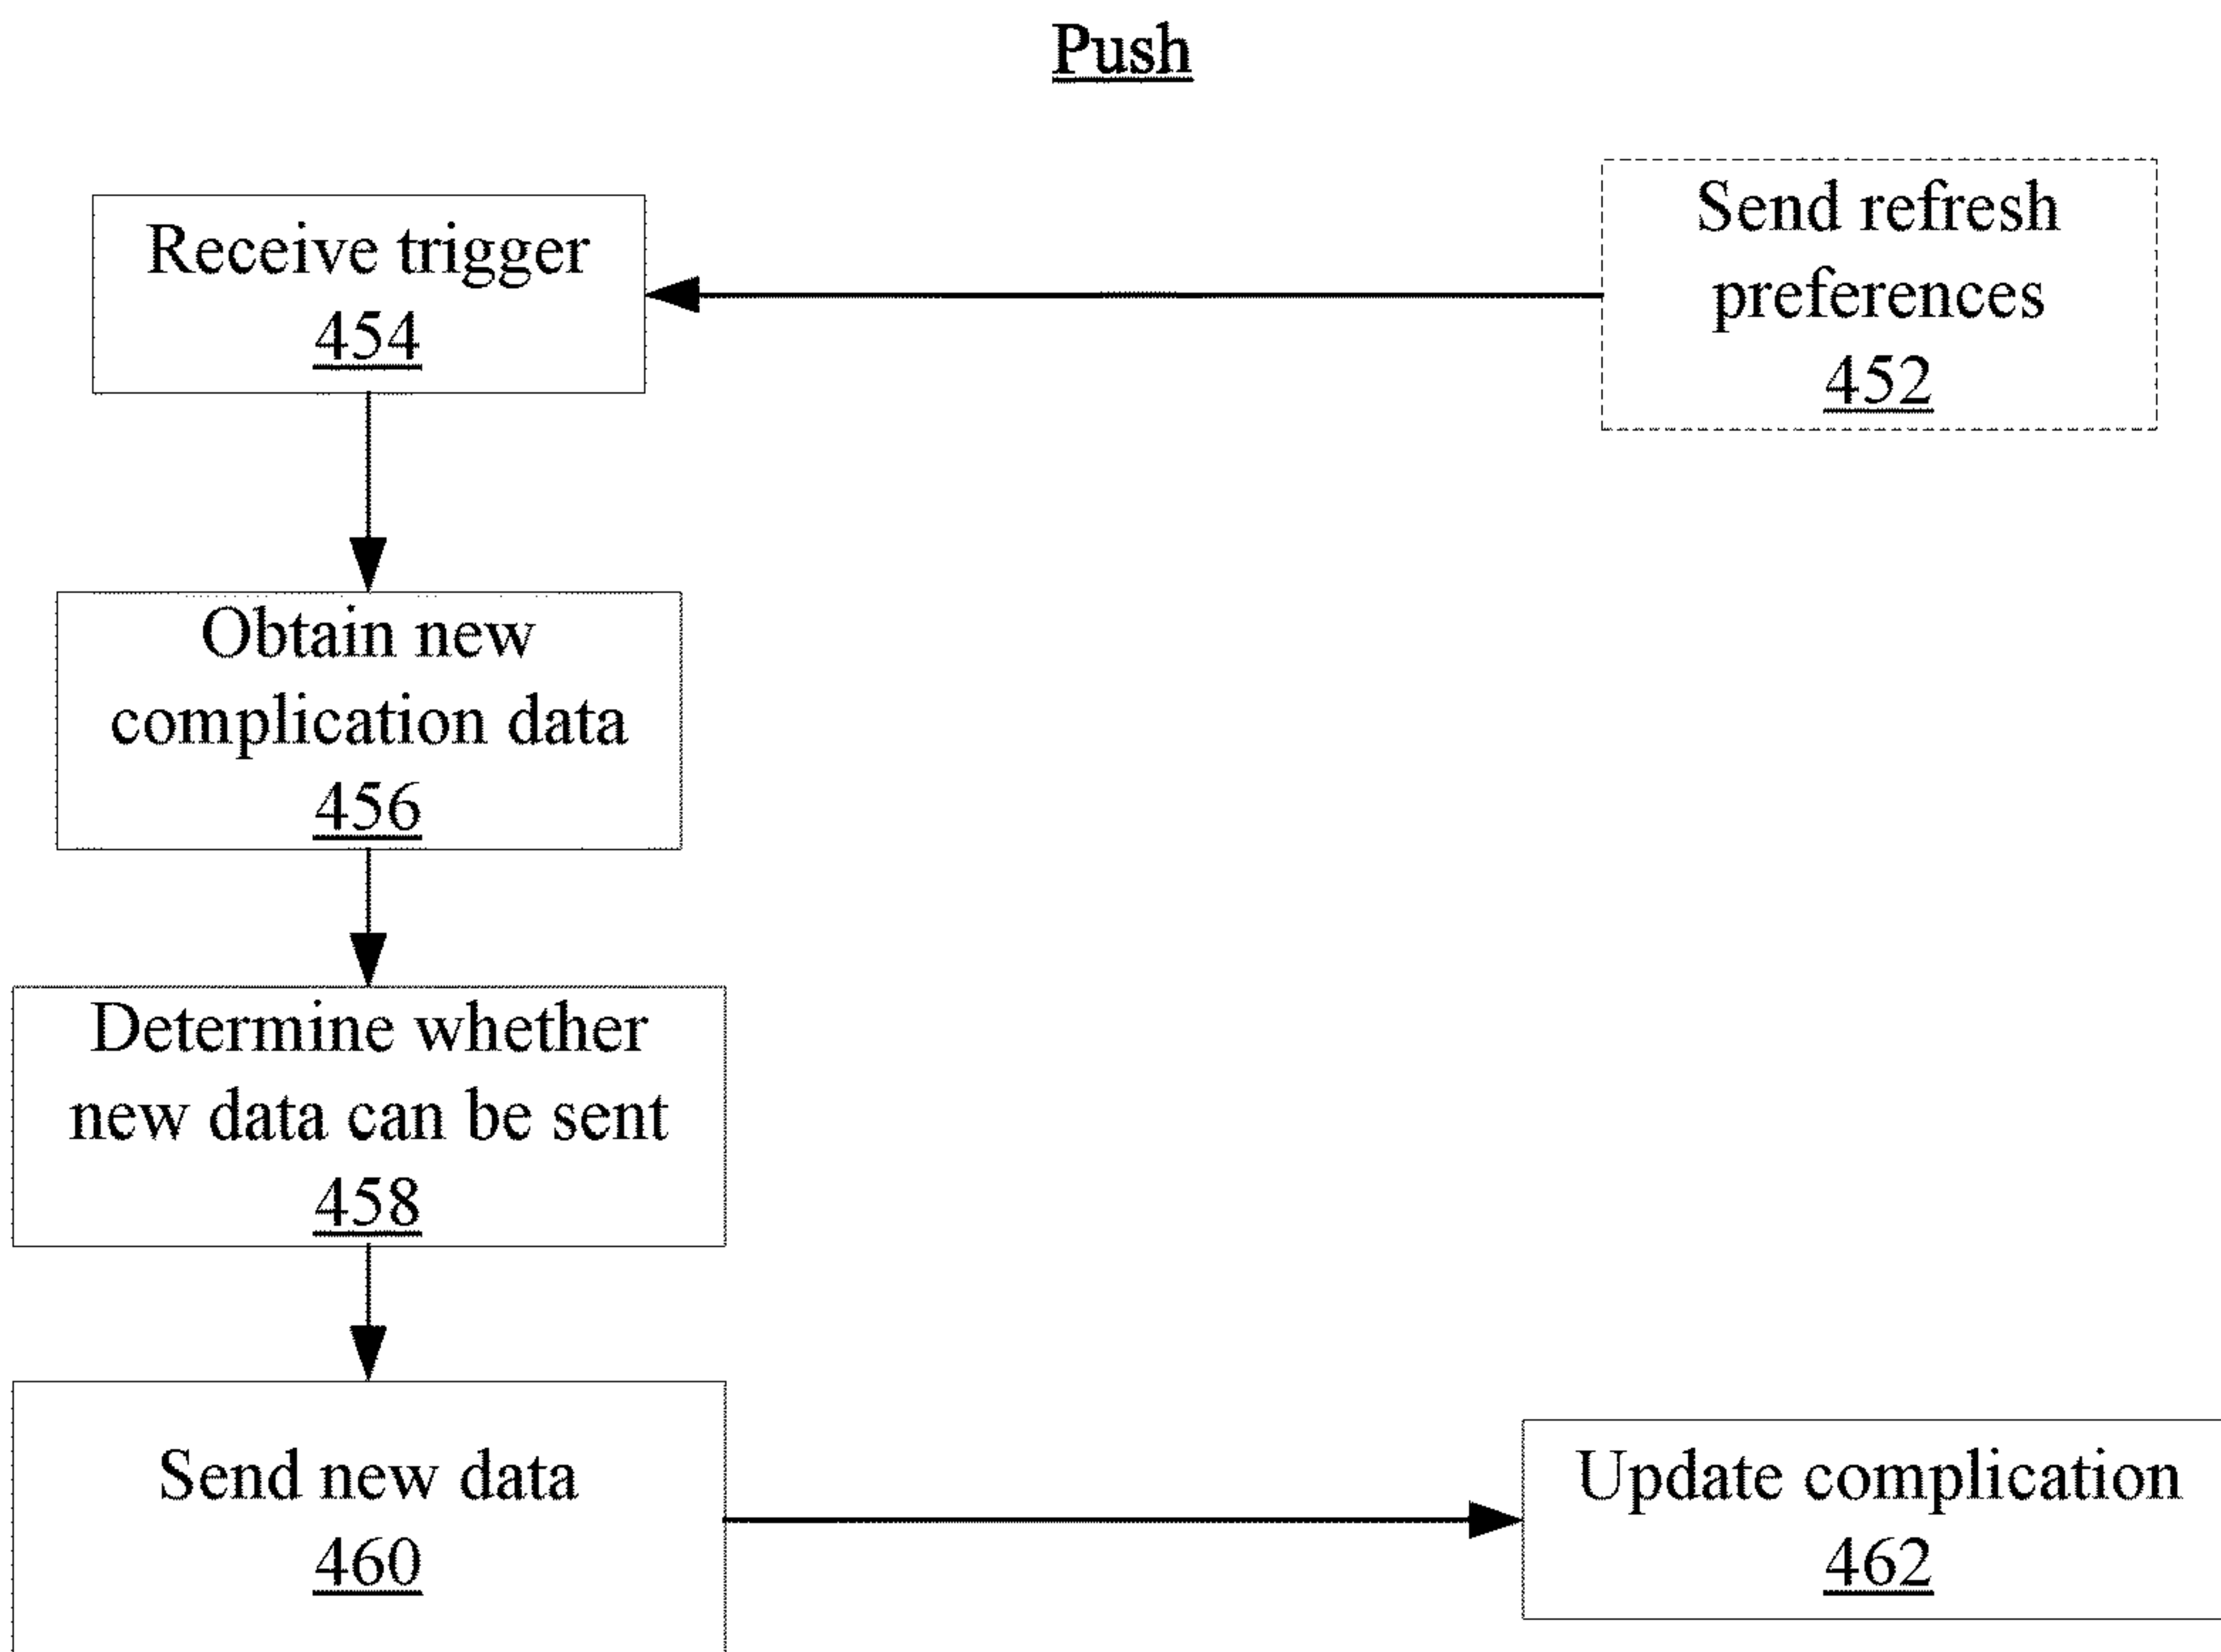 Push
Send refresh
preferences
452
Receive trigger
454
Obtain new
complication data
456
Determine whether
new data can be sent
458
Send new data
460
Update complication
462